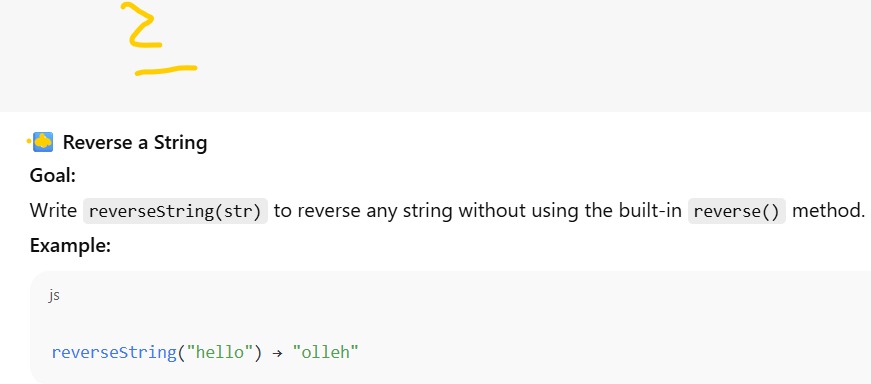 2
Reverse a String
Goal:
Write reverseString(str) to reverse any string without using the built-in reverse() method.
Example:
js
reverseString("hello") → "olleh"